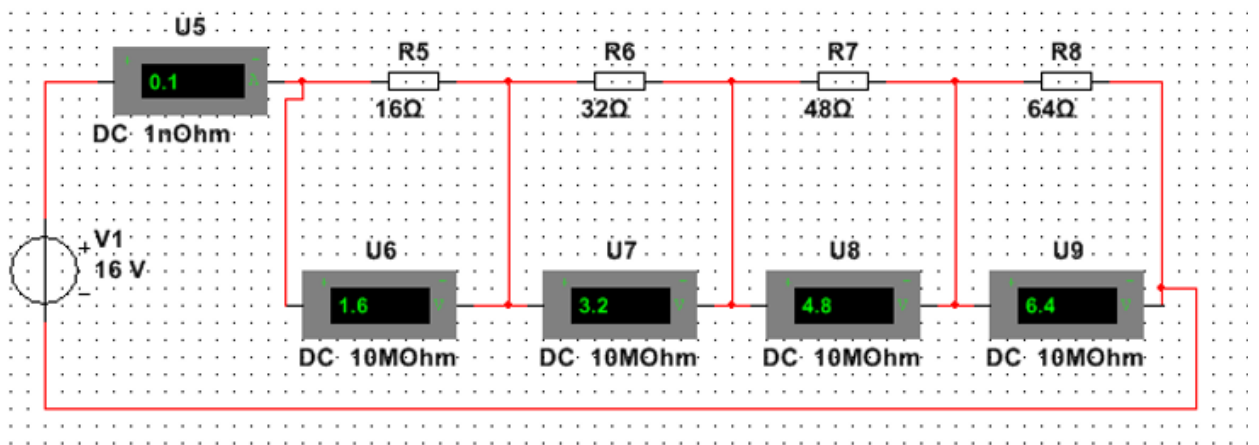 U5
0.1 A
DC 1nOhm
R5
16Ω
R6
32Ω
R7
48Ω
R8
64Ω
V1
16 V
U6
1.6 V
DC 10MOhm
U7
3.2 V
DC 10MOhm
U8
4.8 V
DC 10MOhm
U9
6.4 V
DC 10MOhm